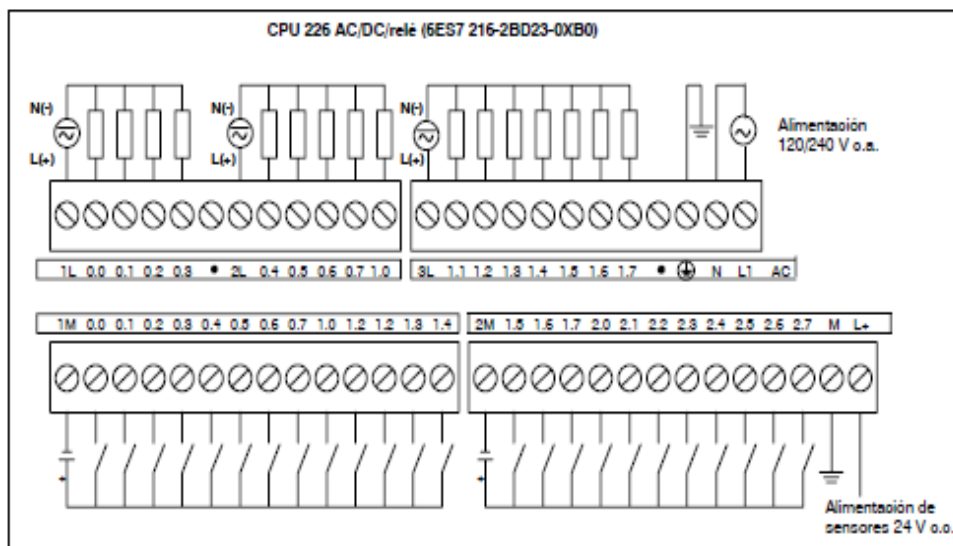 CPU 226 AC/DC/relé (6ES7 216-2BD23-0XB0)
N(-) N(-) N(-)
L(+) L(+) L(+)
Alimentación
120/240 V o.a.
1L 0.0 0.1 0.2 0.3 • 2L 0.4 0.5 0.6 0.7 1.0
3L 1.1 1.2 1.3 1.4 1.5 1.6 1.7 • N L1 AC
1M 0.0 0.1 0.2 0.3 0.4 0.5 0.6 0.7 1.0 1.2 1.2 1.3 1.4
2M 1.5 1.6 1.7 2.0 2.1 2.2 2.3 2.4 2.5 2.6 2.7 M L+
+ +
Alimentación de
sensores 24 V o.o.